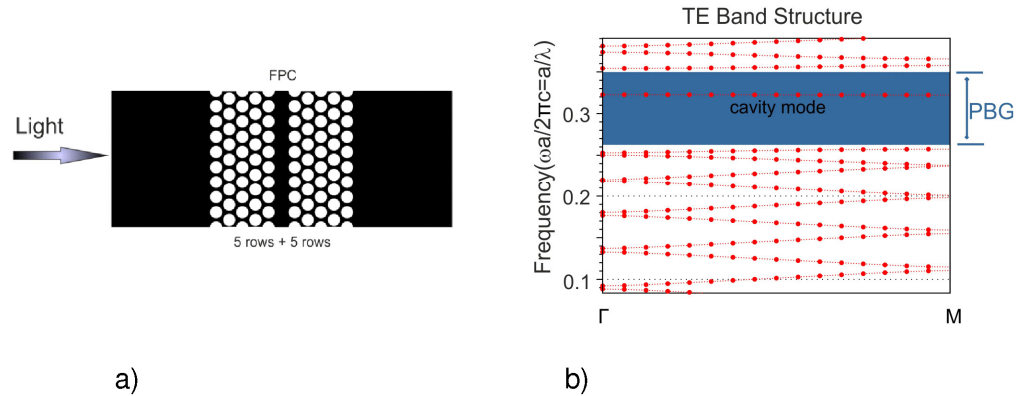 FPC
Light
5 rows + 5 rows
a)
TE Band Structure
Frequency(ωa/2πc=a/λ)
0.3
0.2
0.1
cavity mode
PBG
Γ
M
b)